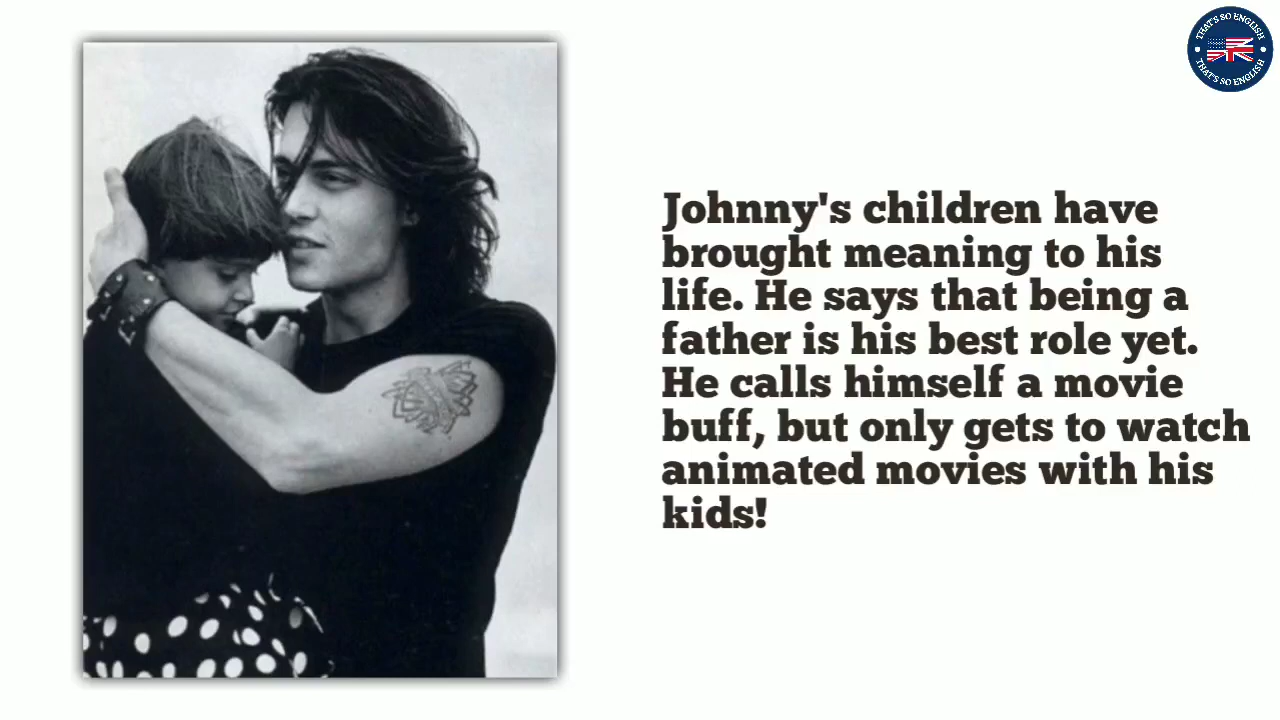 THAT'S SO ENGLISH
THAT'S SO ENGLISH
Johnny's children have
brought meaning to his
life. He says that being a
father is his best role yet.
He calls himself a movie
buff, but only gets to watch
animated movies with his
kids!